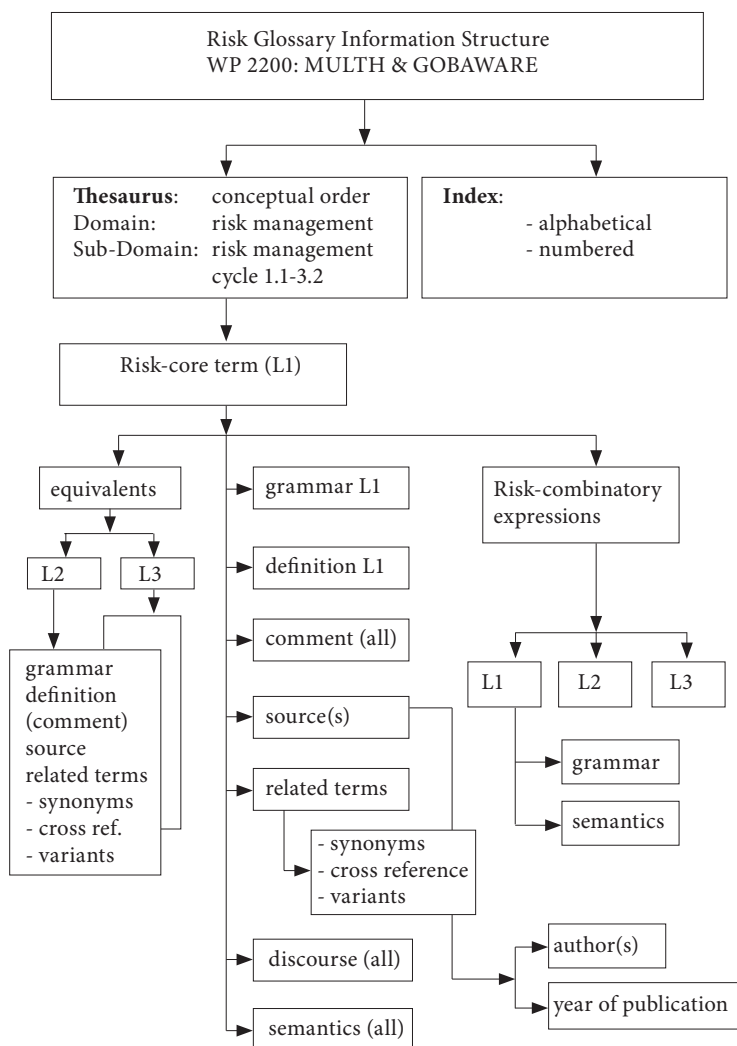 Risk Glossary Information Structure
WP 2200: MULTH & GOBAWARE
Thesaurus: conceptual order
Domain: risk management
Sub-Domain: risk management
cycle 1.1-3.2
Index:
- alphabetical
- numbered
Risk-core term (L1)
equivalents
L2
L3
grammar
definition
(comment)
source
related terms
- synonyms
- cross ref.
- variants
grammar L1
definition L1
comment (all)
source(s)
related terms
- synonyms
- cross reference
- variants
discourse (all)
semantics (all)
author(s)
year of publication
Risk-combinatory
expressions
L1
L2
L3
grammar
semantics